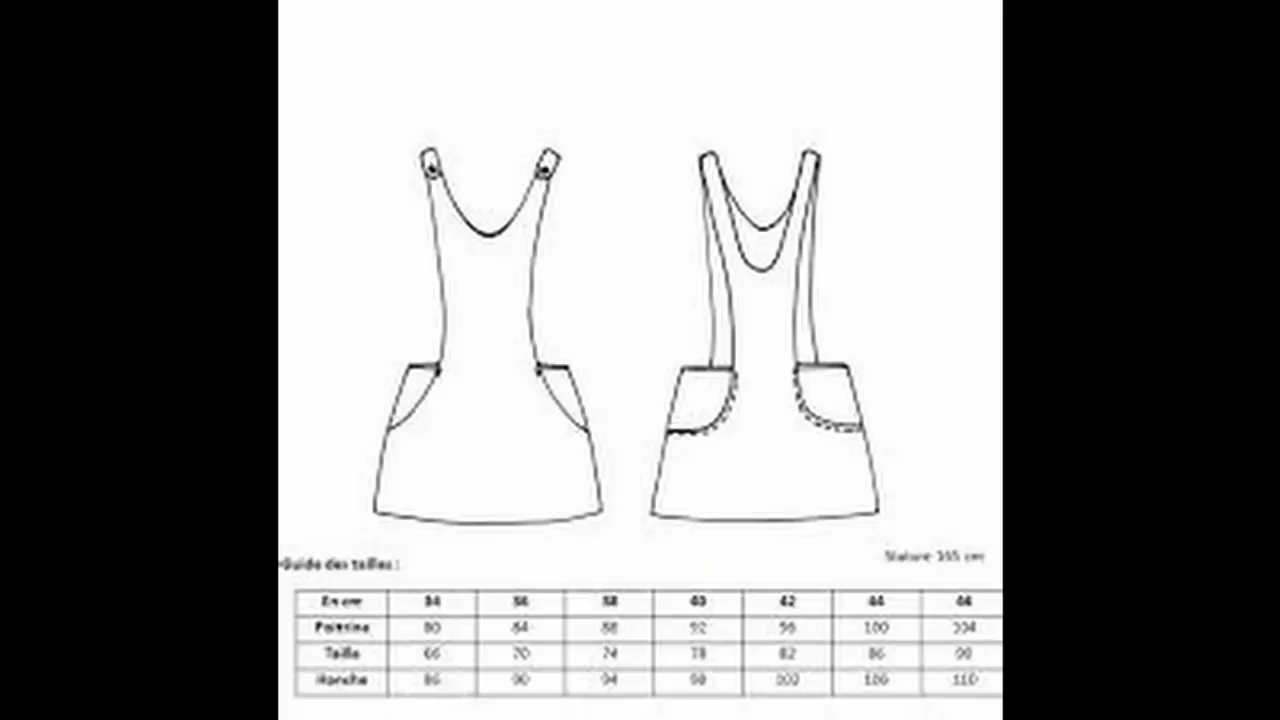 Guide des tailles :
Stature 165 cm
En cm 34 36 38 40 42 44 46
Poitrine 80 84 88 92 96 100 104
Taille 66 70 74 78 82 86 90
Hanche 86 90 94 98 102 106 110